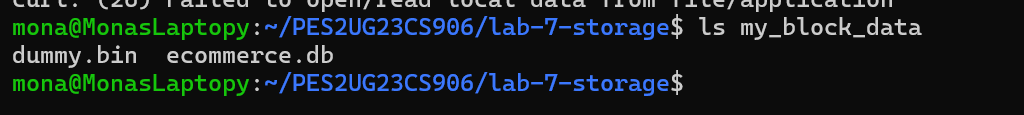 curl: (26) Failed to open/read local data from file/application
mona@MonasLaptopy:~/PES2UG23CS906/lab-7-storage$ ls my_block_data
dummy.bin  ecommerce.db
mona@MonasLaptopy:~/PES2UG23CS906/lab-7-storage$